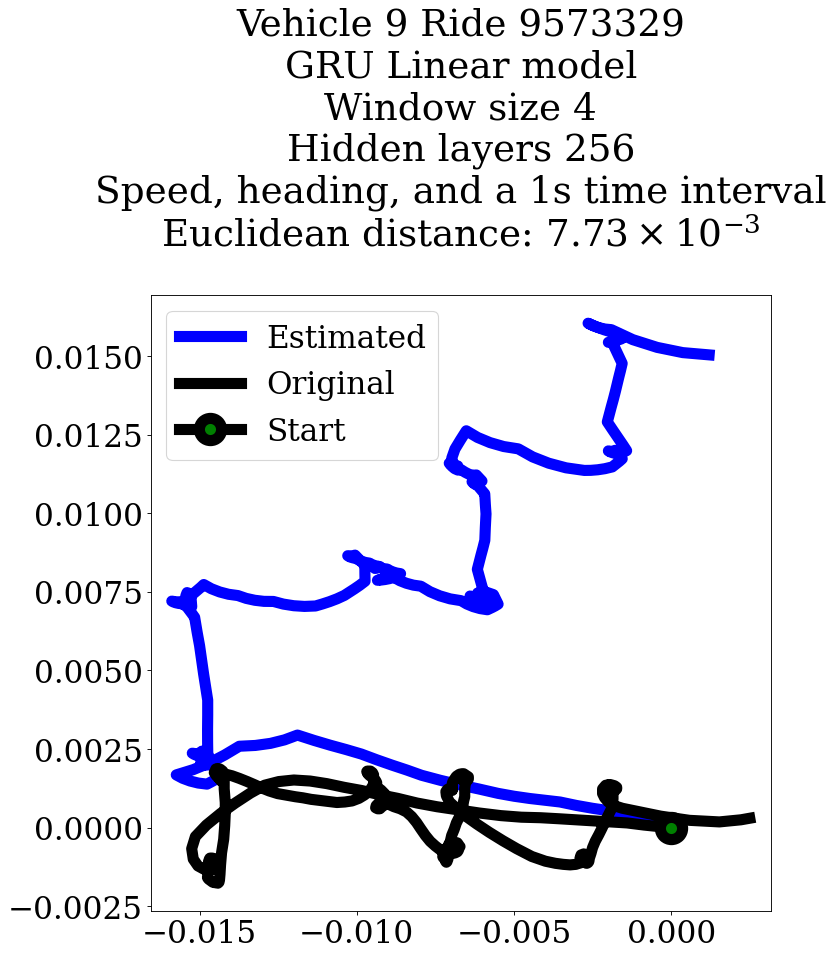 Vehicle 9 Ride 9573329
GRU Linear model
Window size 4
Hidden layers 256
Speed, heading, and a 1s time interval
Euclidean distance: 7.73 × 10⁻³
Estimated
Original
Start
0.0150
0.0125
0.0100
0.0075
0.0050
0.0025
0.0000
−0.0025
−0.015 −0.010 −0.005 0.000